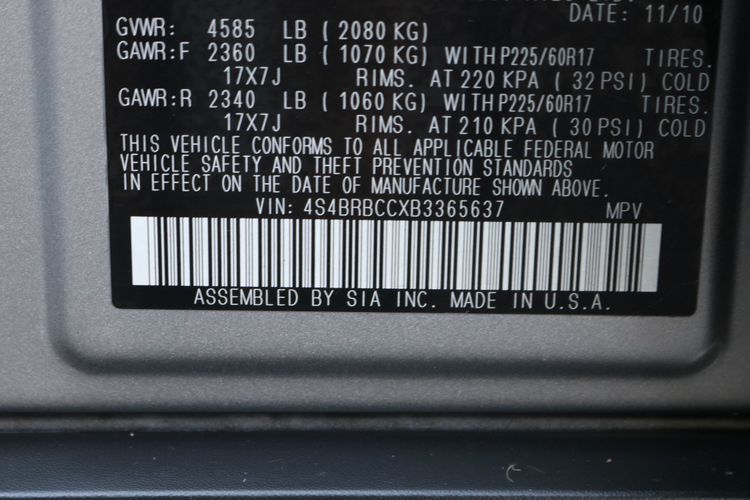 DATE: 11/10
GVWR: 4585 LB ( 2080 KG)
GAWR:F 2360 LB ( 1070 KG) WITH P225/60R17 TIRES.
17X7J RIMS. AT 220 KPA ( 32 PSI) COLD
GAWR:R 2340 LB ( 1060 KG) WITH P225/60R17 TIRES.
17X7J RIMS. AT 210 KPA ( 30 PSI) COLD
THIS VEHICLE CONFORMS TO ALL APPLICABLE FEDERAL MOTOR
VEHICLE SAFETY AND THEFT PREVENTION STANDARDS
IN EFFECT ON THE DATE OF MANUFACTURE SHOWN ABOVE.
VIN: 4S4BRBCCXB3365637 MPV
ASSEMBLED BY SIA INC. MADE IN U.S.A.